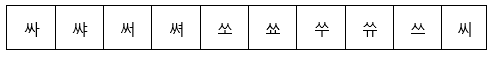 싸 쌰 써 쎠 쏘 쑈 쑤 쓔 쓰 씨